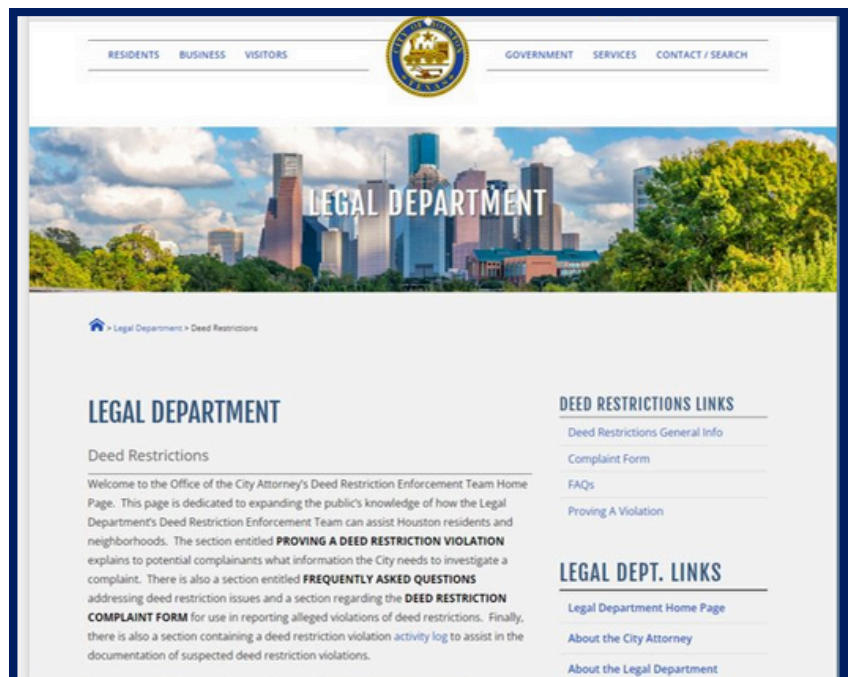 RESIDENTS BUSINESS VISITORS
CITY OF HOUSTON
TEXAS
GOVERNMENT SERVICES CONTACT / SEARCH
LEGAL DEPARTMENT
> Legal Department > Deed Restrictions
LEGAL DEPARTMENT
Deed Restrictions
Welcome to the Office of the City Attorney's Deed Restriction Enforcement Team Home
Page. This page is dedicated to expanding the public's knowledge of how the Legal
Department's Deed Restriction Enforcement Team can assist Houston residents and
neighborhoods. The section entitled PROVING A DEED RESTRICTION VIOLATION
explains to potential complainants what information the City needs to investigate a
complaint. There is also a section entitled FREQUENTLY ASKED QUESTIONS
addressing deed restriction issues and a section regarding the DEED RESTRICTION
COMPLAINT FORM for use in reporting alleged violations of deed restrictions. Finally,
there is also a section containing a deed restriction violation activity log to assist in the
documentation of suspected deed restriction violations.
DEED RESTRICTIONS LINKS
Deed Restrictions General Info
Complaint Form
FAQs
Proving A Violation
LEGAL DEPT. LINKS
Legal Department Home Page
About the City Attorney
About the Legal Department